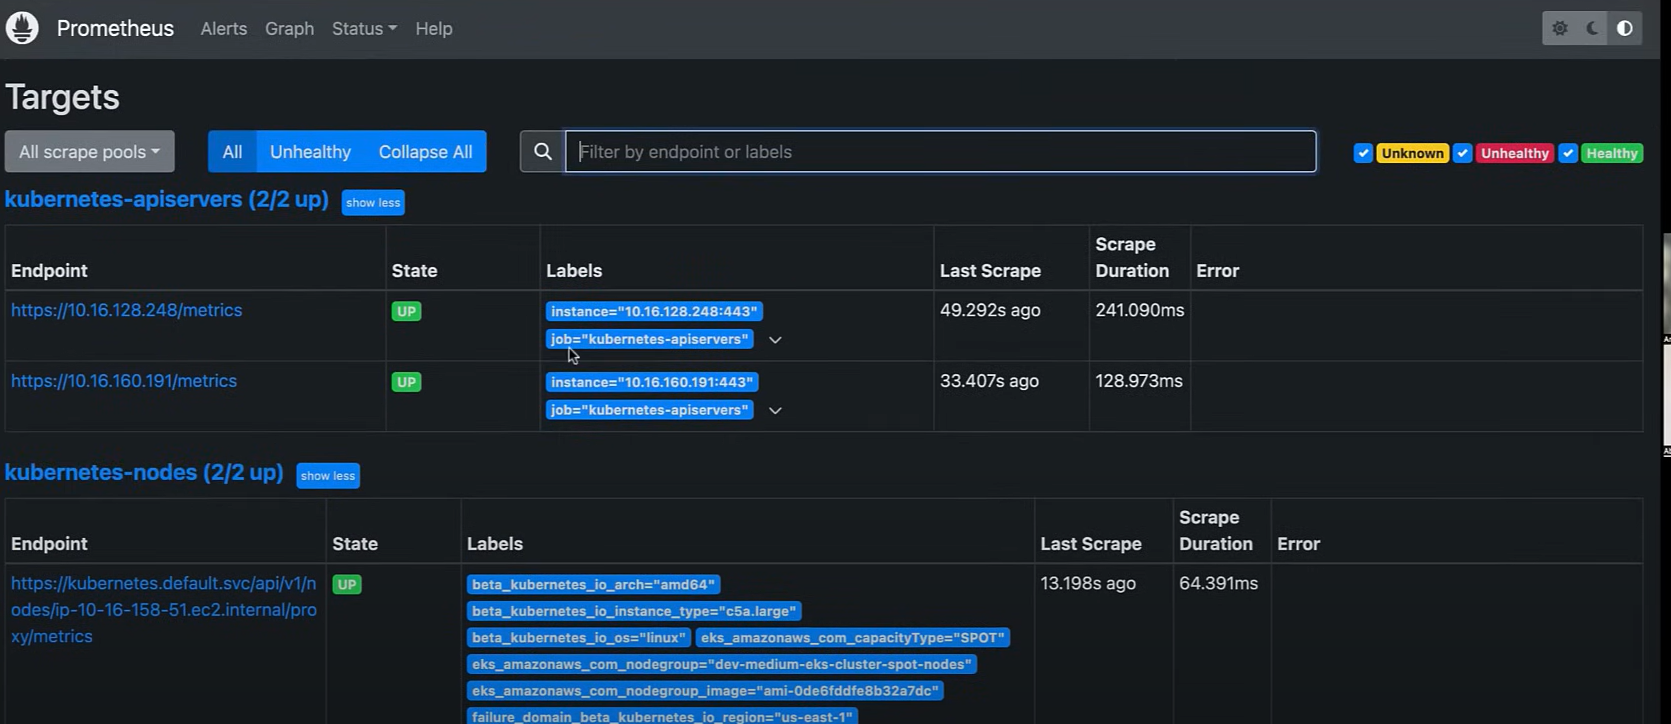 Prometheus Alerts Graph Status Help
Targets
All scrape pools All Unhealthy Collapse All Filter by endpoint or labels Unknown Unhealthy Healthy
kubernetes-apiservers (2/2 up) show less
Endpoint State Labels Last Scrape Scrape Duration Error
https://10.16.128.248/metrics UP instance="10.16.128.248:443" 49.292s ago 241.090ms
job="kubernetes-apiservers"
https://10.16.160.191/metrics UP instance="10.16.160.191:443" 33.407s ago 128.973ms
job="kubernetes-apiservers"
kubernetes-nodes (2/2 up) show less
Endpoint State Labels Last Scrape Scrape Duration Error
https://kubernetes.default.svc/api/v1/n UP beta_kubernetes_io_arch="amd64" 13.198s ago 64.391ms
odes/ip-10-16-158-51.ec2.internal/pro beta_kubernetes_io_instance_type="c5a.large"
xy/metrics beta_kubernetes_io_os="linux" eks_amazonaws_com_capacityType="SPOT"
eks_amazonaws_com_nodegroup="dev-medium-eks-cluster-spot-nodes"
eks_amazonaws_com_nodegroup_image="ami-0de6fddfe8b32a7dc"
failure_domain_beta_kubernetes_io_region="us-east-1"